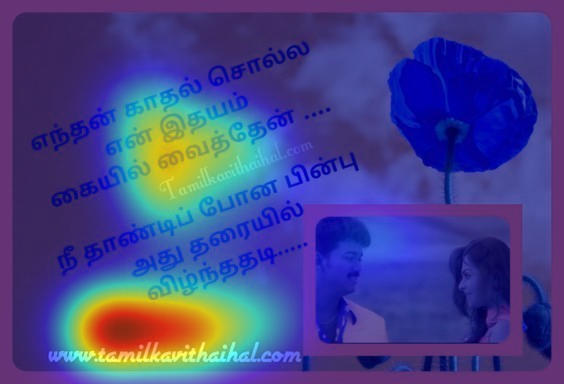 எந்தன் காதல் சொல்ல
என் இதயம்
கையில் வைத்தேன் ....
Tamilkavithaihal.com
நீ தாண்டிப் போன பின்பு
அது தரையில்
விழ்ந்ததடி.....
www.tamilkavithaihal.com